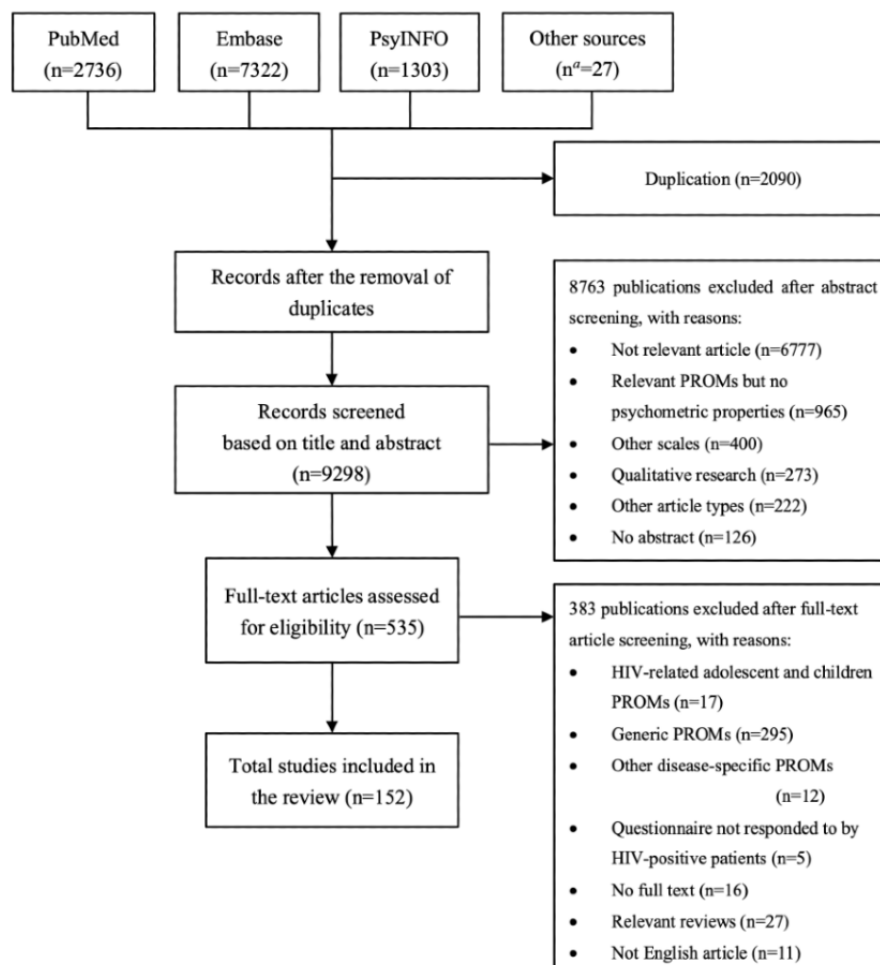 PubMed
(n=2736)
Embase
(n=7322)
PsyINFO
(n=1303)
Other sources
(nᵃ=27)
Duplication (n=2090)
Records after the removal of
duplicates
8763 publications excluded after abstract
screening, with reasons:
• Not relevant article (n=6777)
• Relevant PROMs but no
psychometric properties (n=965)
• Other scales (n=400)
• Qualitative research (n=273)
• Other article types (n=222)
• No abstract (n=126)
Records screened
based on title and abstract
(n=9298)
Full-text articles assessed
for eligibility (n=535)
383 publications excluded after full-text
article screening, with reasons:
• HIV-related adolescent and children
PROMs (n=17)
• Generic PROMs (n=295)
• Other disease-specific PROMs
(n=12)
• Questionnaire not responded to by
HIV-positive patients (n=5)
• No full text (n=16)
• Relevant reviews (n=27)
• Not English article (n=11)
Total studies included in
the review (n=152)